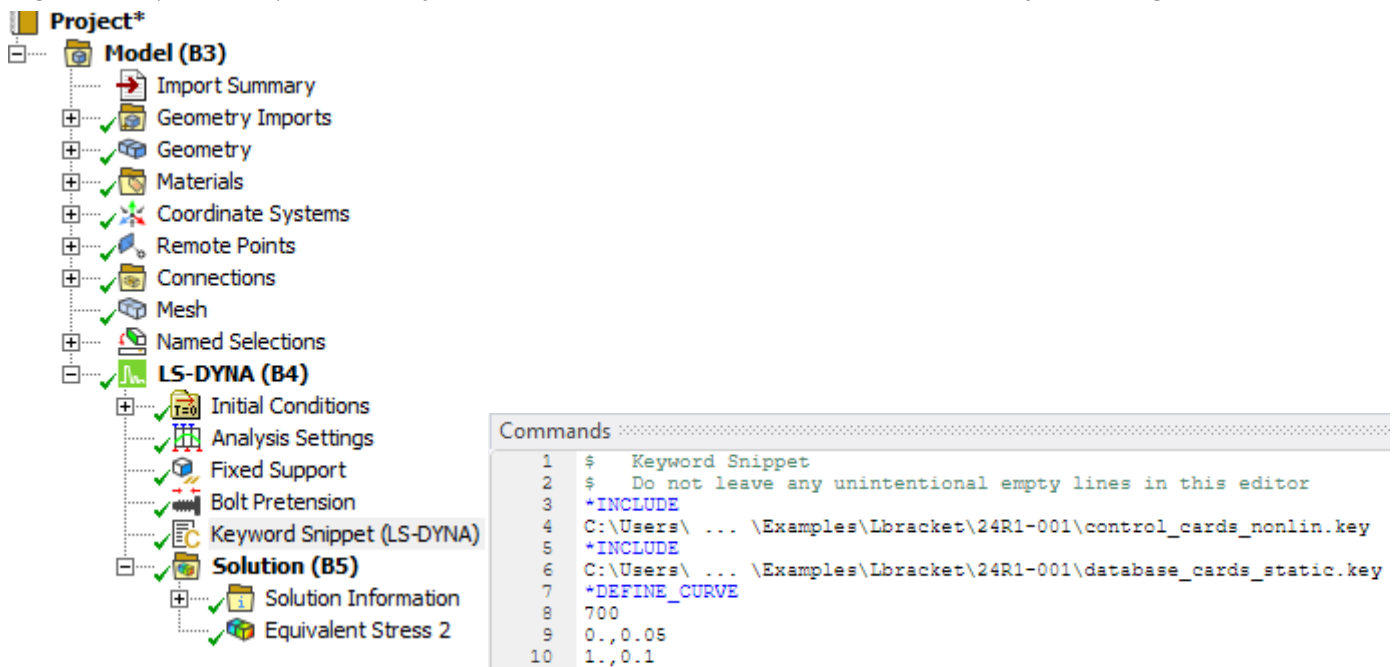 Project*
Model (B3)
Import Summary
Geometry Imports
Geometry
Materials
Coordinate Systems
Remote Points
Connections
Mesh
Named Selections
LS-DYNA (B4)
T=0
Initial Conditions
Analysis Settings
Fixed Support
Bolt Pretension
Keyword Snippet (LS-DYNA)
Solution (B5)
Solution Information
Equivalent Stress 2
Commands
1 $ Keyword Snippet
2 $ Do not leave any unintentional empty lines in this editor
3 *INCLUDE
4 C:\Users\ ... \Examples\Lbracket\24R1-001\control_cards_nonlin.key
5 *INCLUDE
6 C:\Users\ ... \Examples\Lbracket\24R1-001\database_cards_static.key
7 *DEFINE_CURVE
8 700
9 0.,0.05
10 1.,0.1